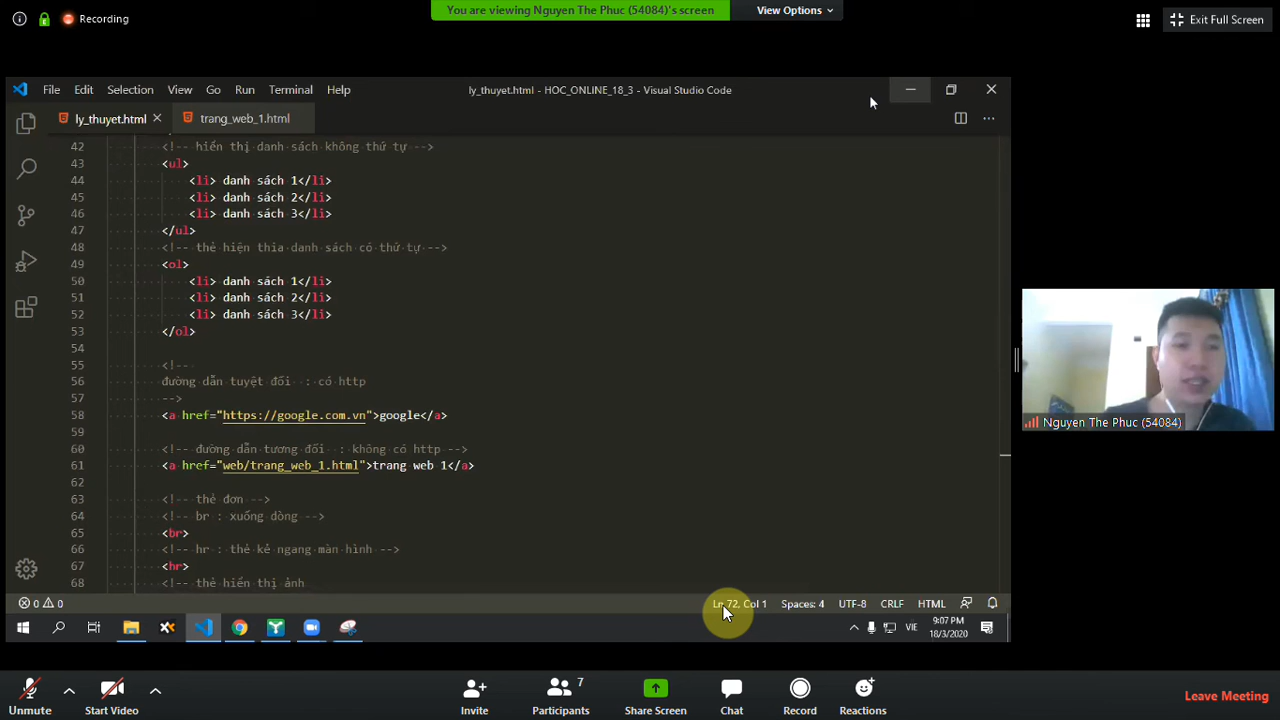 Recording
You are viewing Nguyen The Phuc (54084)'s screen
View Options
Exit Full Screen
File Edit Selection View Go Run Terminal Help
ly_thuyet.html - HOC_ONLINE_18_3 - Visual Studio Code
ly_thuyet.html
trang_web_1.html
42 <!-- hiển thị danh sách không thứ tự -->
43 <ul>
44 <li> danh sách 1</li>
45 <li> danh sách 2</li>
46 <li> danh sách 3</li>
47 </ul>
48 <!-- thẻ hiện thia danh sách có thứ tự -->
49 <ol>
50 <li> danh sách 1</li>
51 <li> danh sách 2</li>
52 <li> danh sách 3</li>
53 </ol>
54
55 <!--
56 đường dẫn tuyệt đối : có http
57 -->
58 <a href="https://google.com.vn">google</a>
59
60 <!-- đường dẫn tương đối : không có http -->
61 <a href="web/trang_web_1.html">trang web 1</a>
62
63 <!-- thẻ đơn -->
64 <!-- br : xuống dòng -->
65 <br>
66 <!-- hr : thẻ kẻ ngang màn hình -->
67 <hr>
68 <!-- thẻ hiển thị ảnh
Nguyen The Phuc (54084)
0 0
Ln 72, Col 1 Spaces: 4 UTF-8 CRLF HTML
VIE
9:07 PM
18/3/2020
Unmute
Start Video
Invite
7
Participants
Share Screen
Chat
Record
Reactions
Leave Meeting